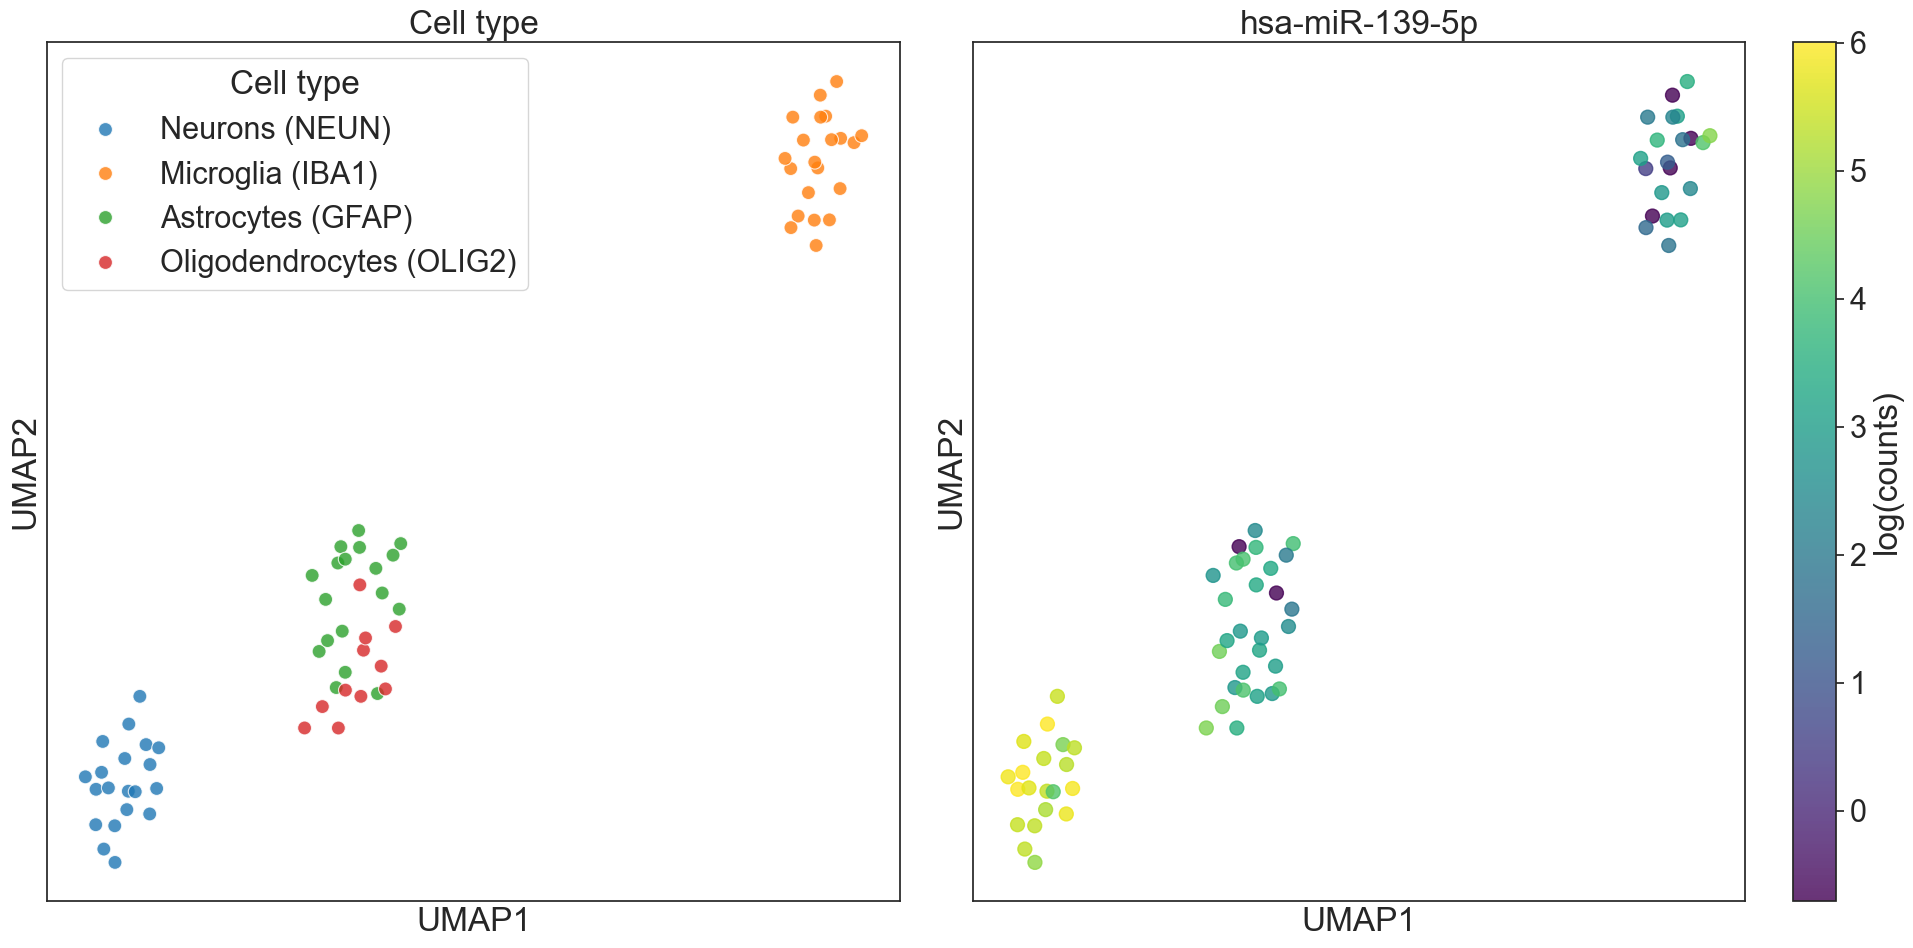 Cell type
Cell type
Neurons (NEUN)
Microglia (IBA1)
Astrocytes (GFAP)
Oligodendrocytes (OLIG2)
UMAP2
UMAP1
hsa-miR-139-5p
UMAP2
UMAP1
6
5
4
3
2
1
0
log(counts)